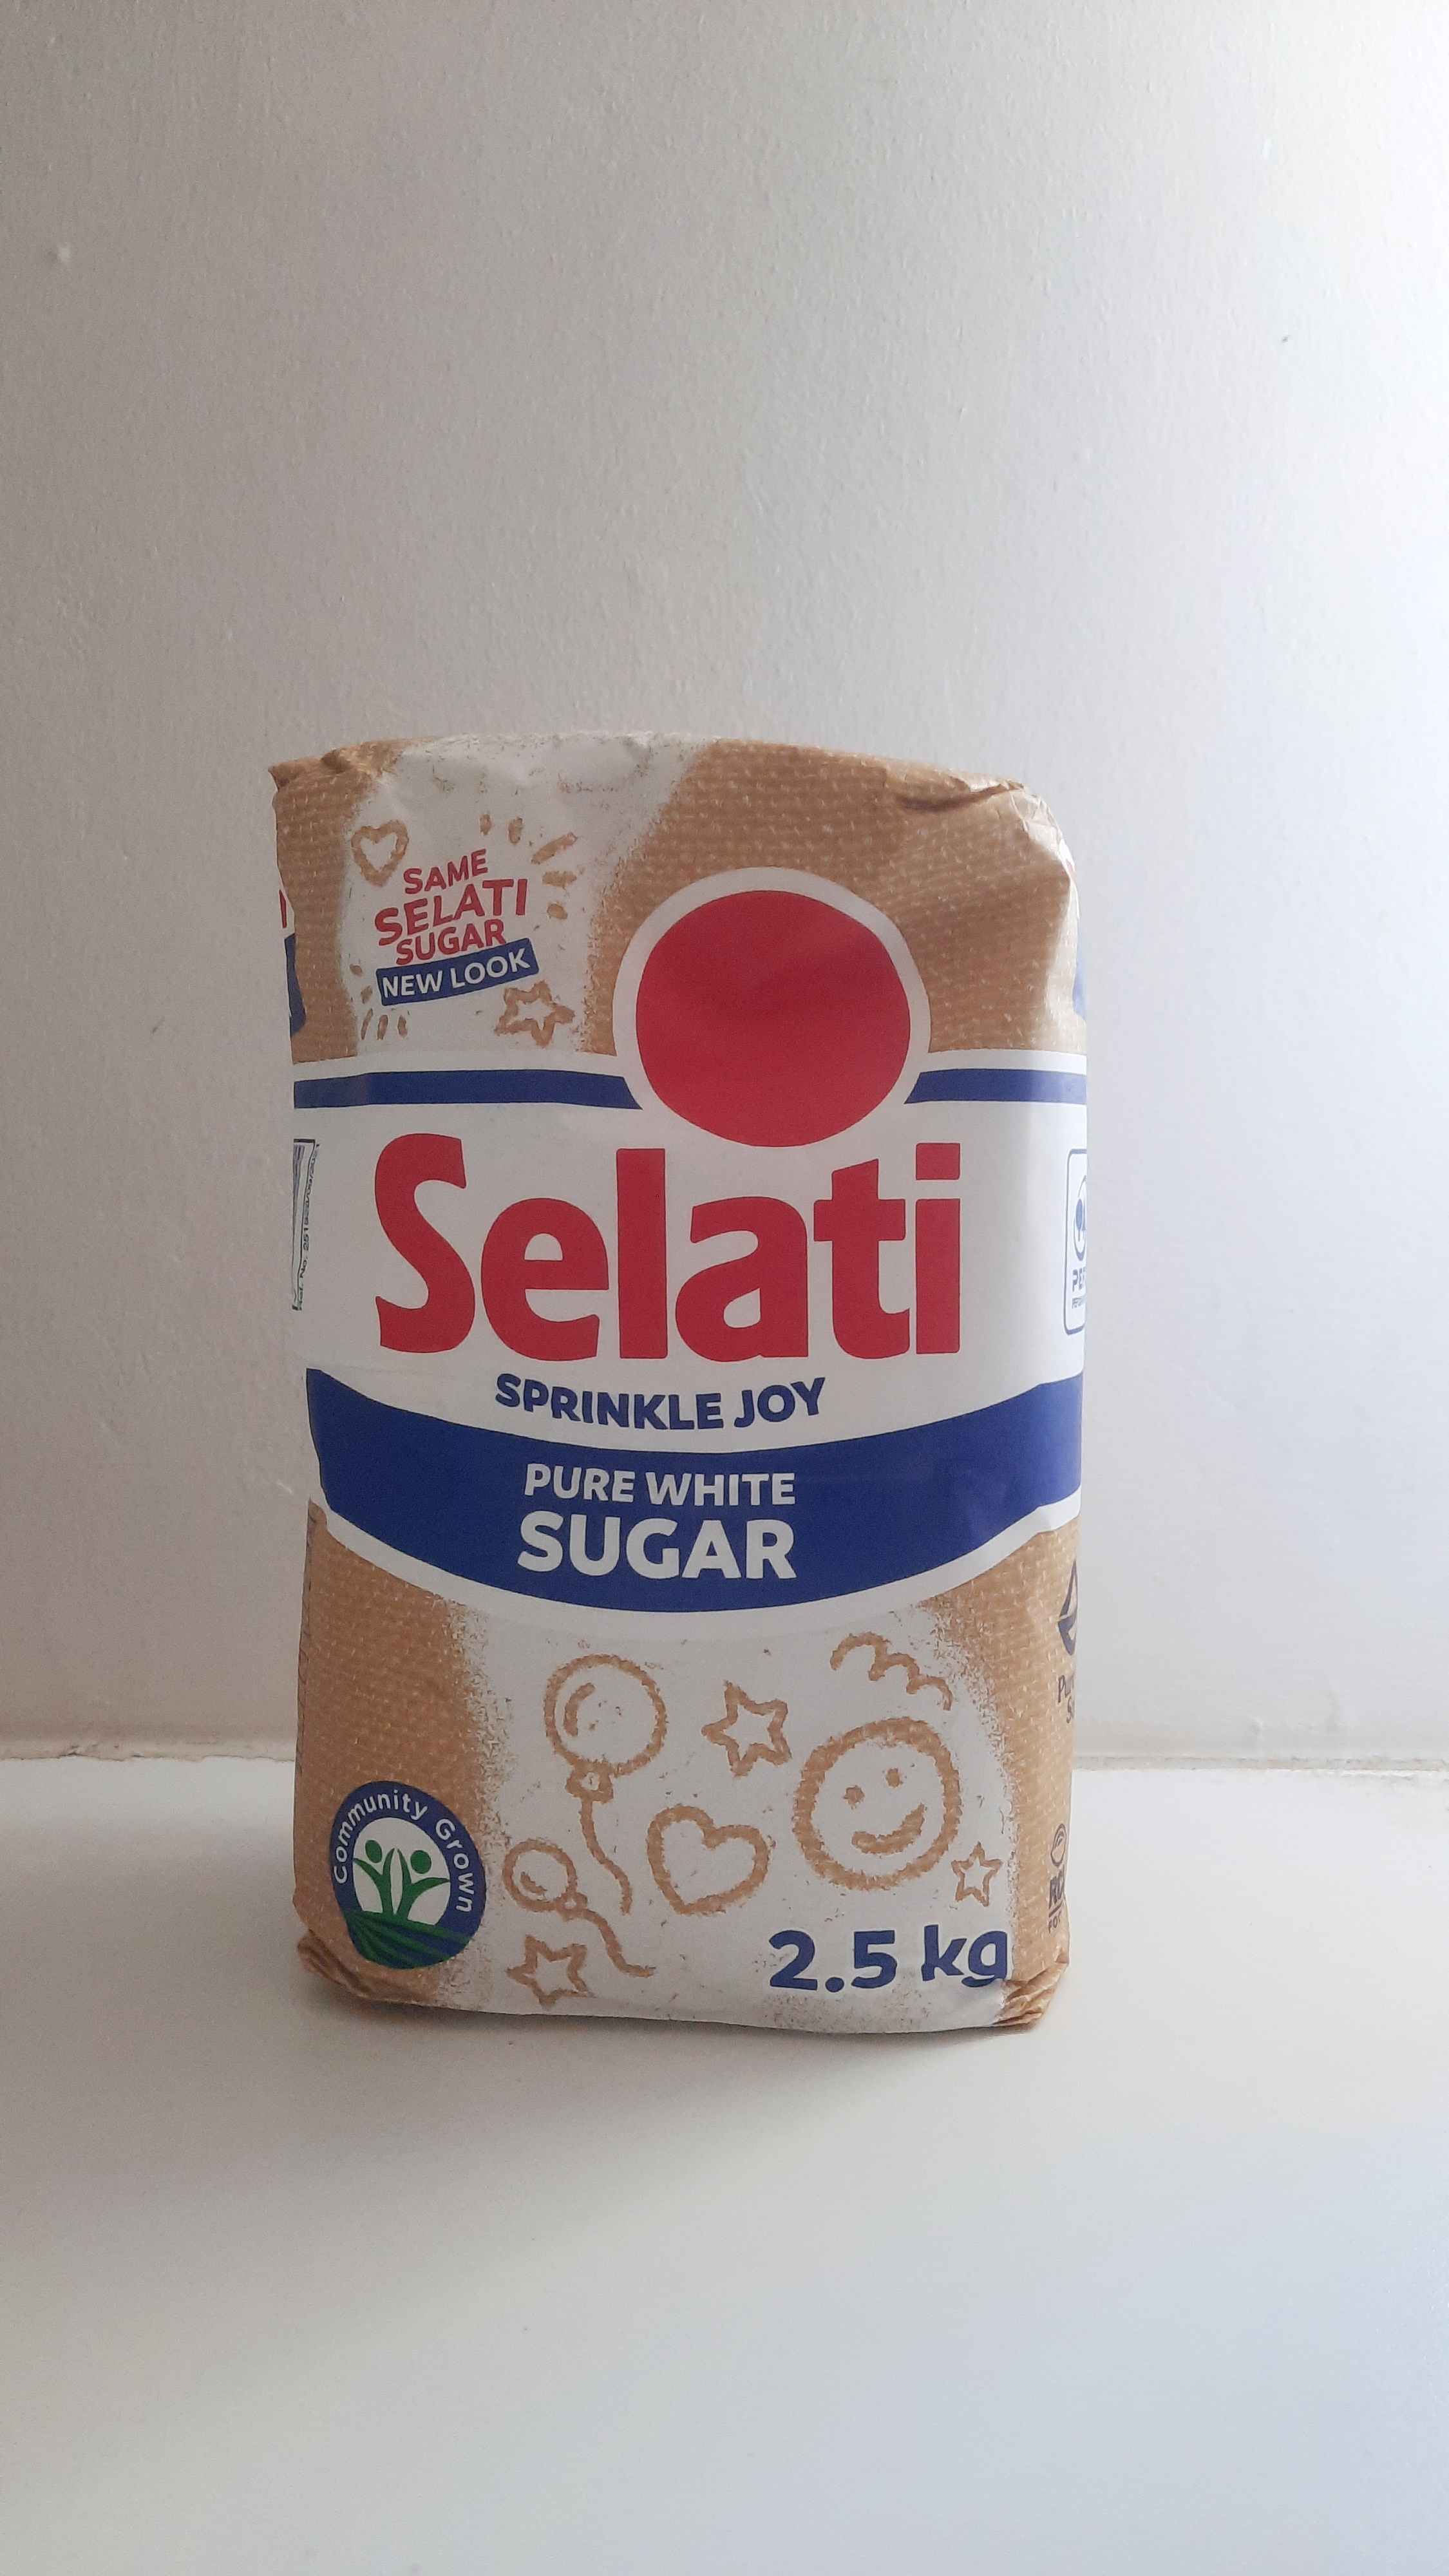 SAME
SELATI
SUGAR
NEW LOOK
Selati
SPRINKLE JOY
PURE WHITE
SUGAR
Community Grown
2.5 kg